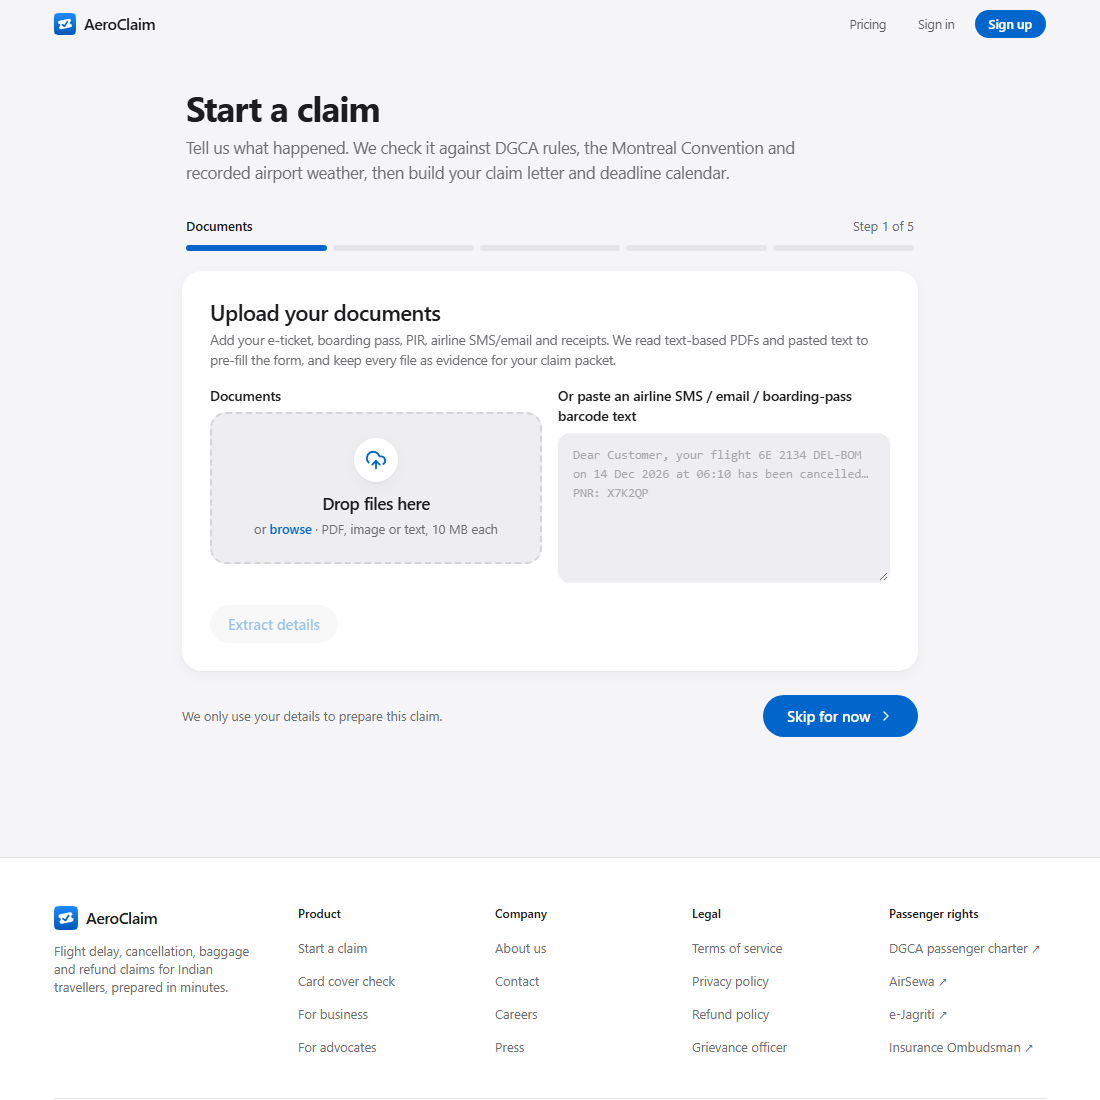 AeroClaim
Pricing
Sign in
Sign up
Start a claim
Tell us what happened. We check it against DGCA rules, the Montreal Convention and
recorded airport weather, then build your claim letter and deadline calendar.
Documents
Step 1 of 5
Upload your documents
Add your e-ticket, boarding pass, PIR, airline SMS/email and receipts. We read text-based PDFs and pasted text to
pre-fill the form, and keep every file as evidence for your claim packet.
Documents
Drop files here
or browse · PDF, image or text, 10 MB each
Or paste an airline SMS / email / boarding-pass
barcode text
Dear Customer, your flight 6E 2134 DEL-BOM
on 14 Dec 2026 at 06:10 has been cancelled…
PNR: X7K2QP
Extract details
We only use your details to prepare this claim.
Skip for now
AeroClaim
Flight delay, cancellation, baggage
and refund claims for Indian
travellers, prepared in minutes.
Product
Start a claim
Card cover check
For business
For advocates
Company
About us
Contact
Careers
Press
Legal
Terms of service
Privacy policy
Refund policy
Grievance officer
Passenger rights
DGCA passenger charter ↗
AirSewa ↗
e-Jagriti ↗
Insurance Ombudsman ↗